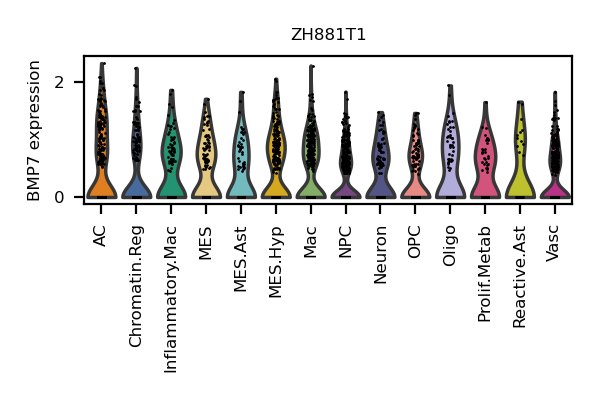 ZH881T1
BMP7 expression
2
0
AC
Chromatin.Reg
Inflammatory.Mac
MES
MES.Ast
MES.Hyp
Mac
NPC
Neuron
OPC
Oligo
Prolif.Metab
Reactive.Ast
Vasc